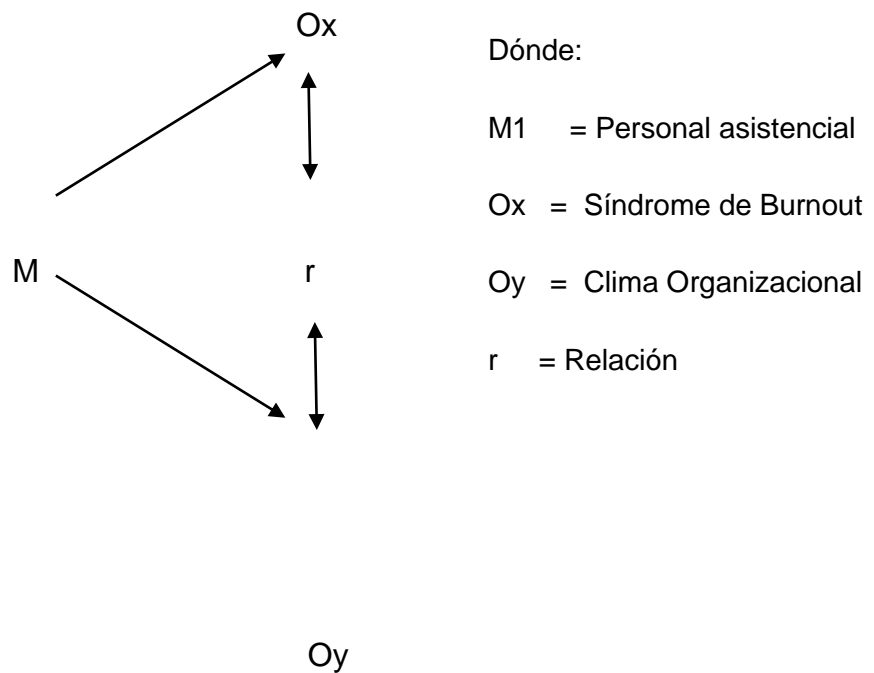 Ox
Dónde:
M1 = Personal asistencial
Ox = Síndrome de Burnout
M r Oy = Clima Organizacional
r = Relación
Oy